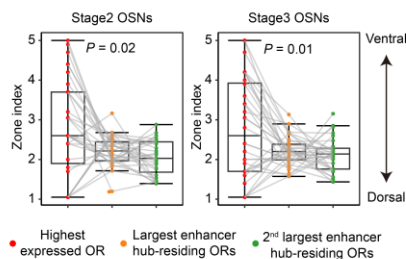 Stage2 OSNs Stage3 OSNs
P = 0.02 P = 0.01
Zone index
5
4
3
2
1
Zone index
5
4
3
2
1
Ventral
Dorsal
Highest expressed OR
Largest enhancer hub-residing ORs
2nd largest enhancer hub-residing ORs